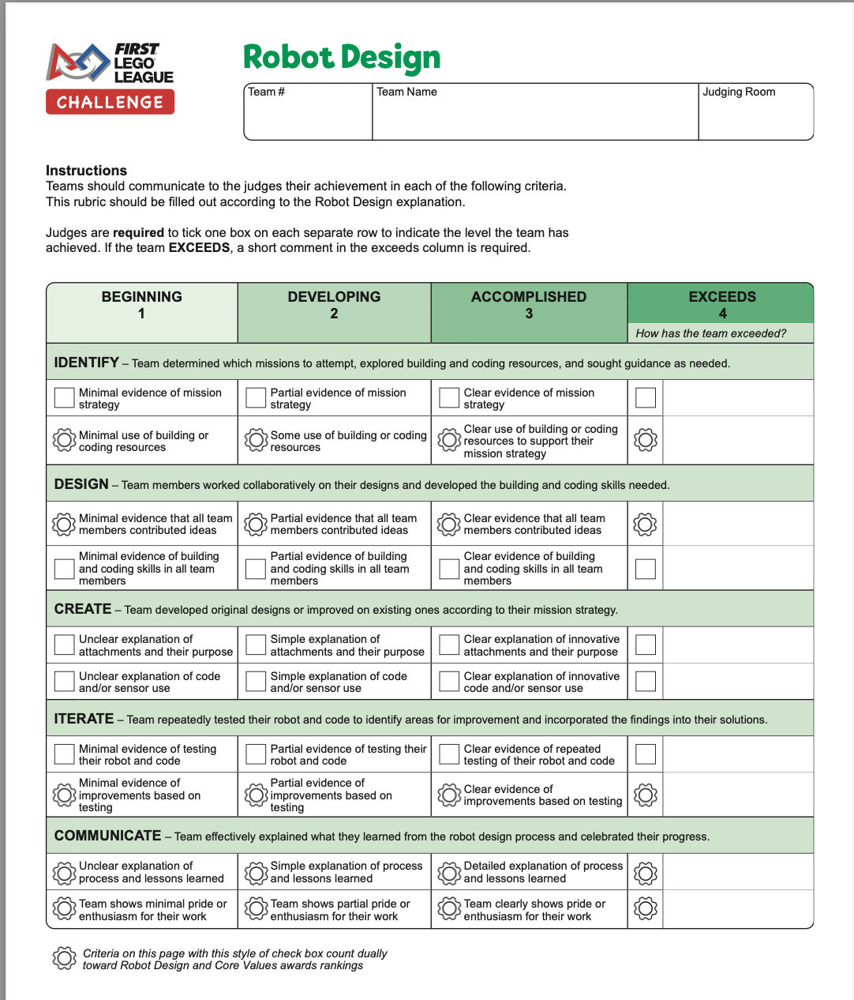 FIRST
LEGO
LEAGUE
CHALLENGE
Robot Design
Team #
Team Name
Judging Room
Instructions
Teams should communicate to the judges their achievement in each of the following criteria.
This rubric should be filled out according to the Robot Design explanation.
Judges are required to tick one box on each separate row to indicate the level the team has
achieved. If the team EXCEEDS, a short comment in the exceeds column is required.
BEGINNING
1
DEVELOPING
2
ACCOMPLISHED
3
EXCEEDS
4
How has the team exceeded?
IDENTIFY – Team determined which missions to attempt, explored building and coding resources, and sought guidance as needed.
Minimal evidence of mission
strategy
Partial evidence of mission
strategy
Clear evidence of mission
strategy
Minimal use of building or
coding resources
Some use of building or coding
resources
Clear use of building or coding
resources to support their
mission strategy
DESIGN – Team members worked collaboratively on their designs and developed the building and coding skills needed.
Minimal evidence that all team
members contributed ideas
Partial evidence that all team
members contributed ideas
Clear evidence that all team
members contributed ideas
Minimal evidence of building
and coding skills in all team
members
Partial evidence of building
and coding skills in all team
members
Clear evidence of building
and coding skills in all team
members
CREATE – Team developed original designs or improved on existing ones according to their mission strategy.
Unclear explanation of
attachments and their purpose
Simple explanation of
attachments and their purpose
Clear explanation of innovative
attachments and their purpose
Unclear explanation of code
and/or sensor use
Simple explanation of code
and/or sensor use
Clear explanation of innovative
code and/or sensor use
ITERATE – Team repeatedly tested their robot and code to identify areas for improvement and incorporated the findings into their solutions.
Minimal evidence of testing
their robot and code
Partial evidence of testing their
robot and code
Clear evidence of repeated
testing of their robot and code
Minimal evidence of
improvements based on
testing
Partial evidence of
improvements based on
testing
Clear evidence of
improvements based on testing
COMMUNICATE – Team effectively explained what they learned from the robot design process and celebrated their progress.
Unclear explanation of
process and lessons learned
Simple explanation of process
and lessons learned
Detailed explanation of process
and lessons learned
Team shows minimal pride or
enthusiasm for their work
Team shows partial pride or
enthusiasm for their work
Team clearly shows pride or
enthusiasm for their work
Criteria on this page with this style of check box count dually
toward Robot Design and Core Values awards rankings